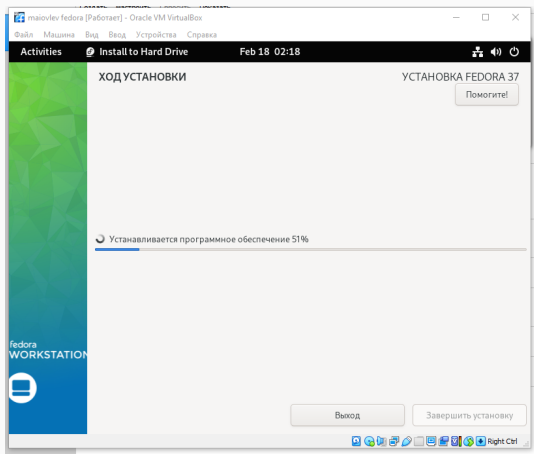 maiovlev fedora [Работает] - Oracle VM VirtualBox
Файл Машина Вид Ввод Устройства Справка
Activities Install to Hard Drive Feb 18 02:18
ХОД УСТАНОВКИ УСТАНОВКА FEDORA 37
Помогите!
Устанавливается программное обеспечение 51%
fedora
WORKSTATION
Выход Завершить установку
Right Ctrl